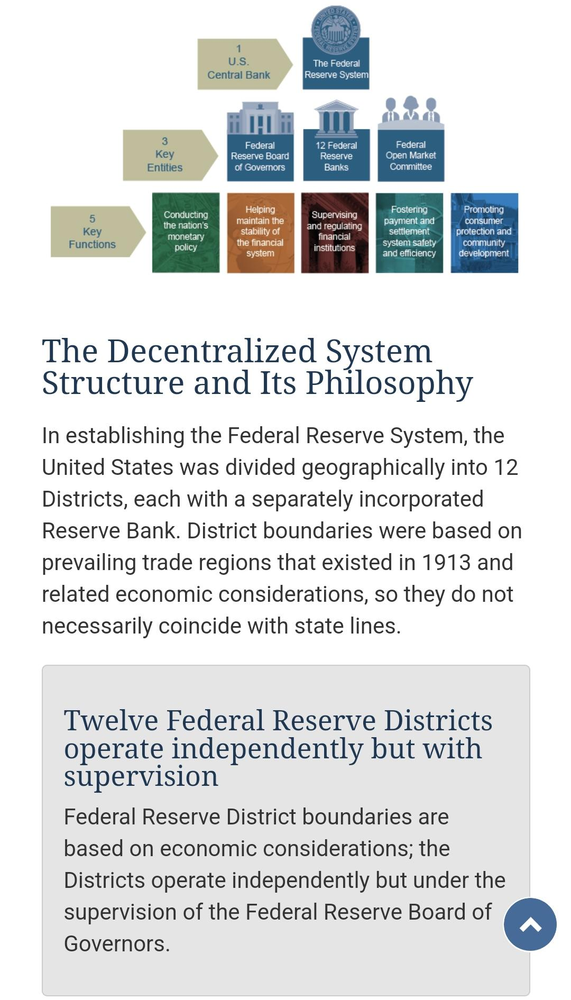 UNITED STATES
FEDERAL RESERVE SYSTEM
1
U.S.
Central Bank
The Federal
Reserve System
3
Key
Entities
Federal
Reserve Board
of Governors
12 Federal
Reserve
Banks
Federal
Open Market
Committee
5
Key
Functions
Conducting
the nation's
monetary
policy
Helping
maintain the
stability of
the financial
system
Supervising
and regulating
financial
institutions
Fostering
payment and
settlement
system safety
and efficiency
Promoting
consumer
protection and
community
development
The Decentralized System
Structure and Its Philosophy
In establishing the Federal Reserve System, the
United States was divided geographically into 12
Districts, each with a separately incorporated
Reserve Bank. District boundaries were based on
prevailing trade regions that existed in 1913 and
related economic considerations, so they do not
necessarily coincide with state lines.
Twelve Federal Reserve Districts
operate independently but with
supervision
Federal Reserve District boundaries are
based on economic considerations; the
Districts operate independently but under the
supervision of the Federal Reserve Board of
Governors.